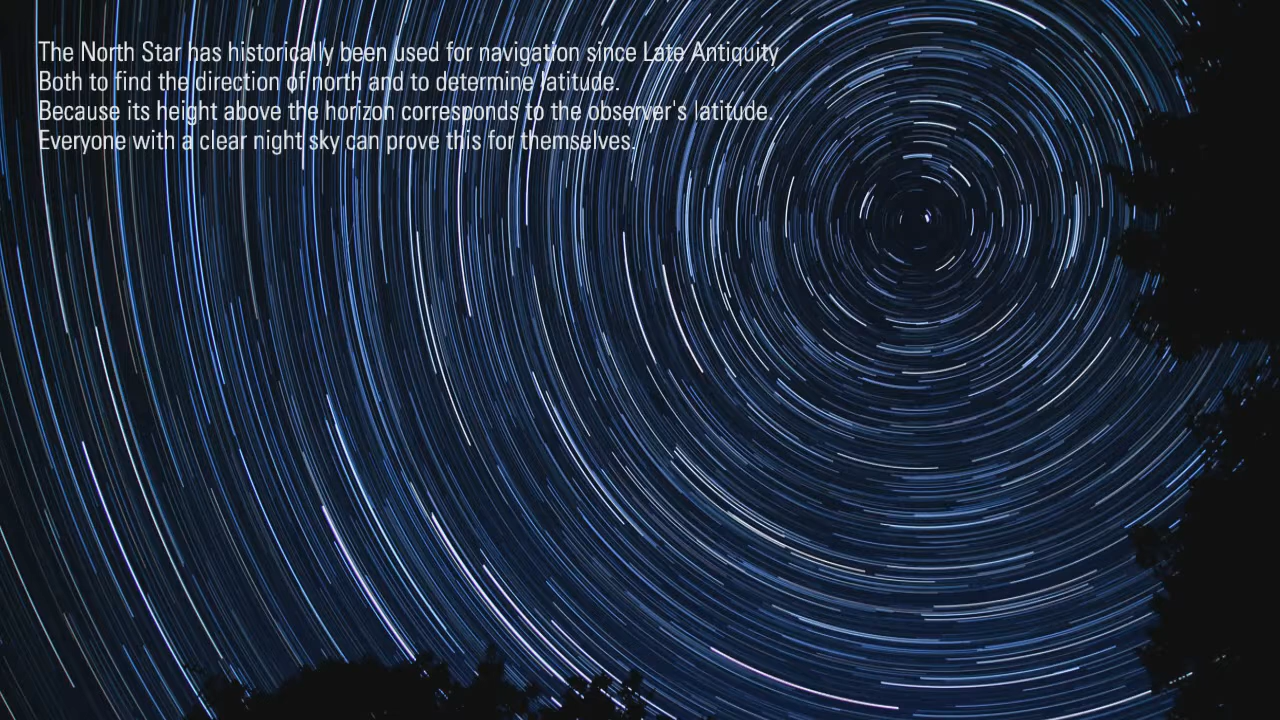 The North Star has historically been used for navigation since Late Antiquity
Both to find the direction of north and to determine latitude.
Because its height above the horizon corresponds to the observer's latitude.
Everyone with a clear night sky can prove this for themselves.